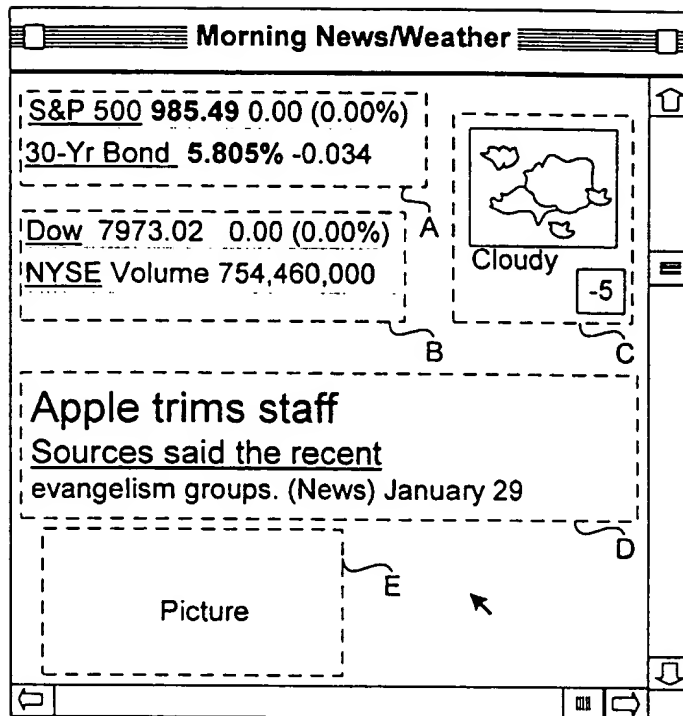 Morning News/Weather
S&P 500 985.49 0.00 (0.00%)
30-Yr Bond 5.805% -0.034
A
Dow 7973.02 0.00 (0.00%)
NYSE Volume 754,460,000
B
Cloudy
-5
C
Apple trims staff
Sources said the recent
evangelism groups. (News) January 29
D
Picture
E